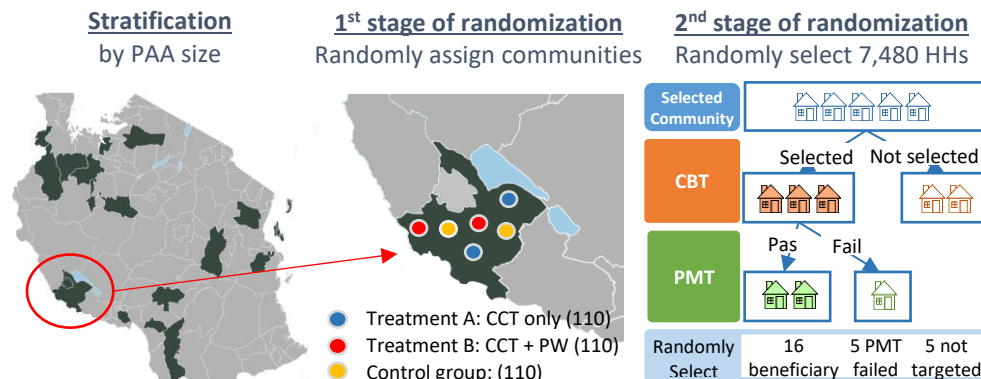 Stratification
by PAA size
1st stage of randomization
Randomly assign communities
2nd stage of randomization
Randomly select 7,480 HHs
Selected
Community
Selected
Not selected
CBT
Pas
Fail
PMT
Treatment A: CCT only (110)
Treatment B: CCT + PW (110)
Control group: (110)
Randomly
Select
16
beneficiary
5 PMT
failed
5 not
targeted